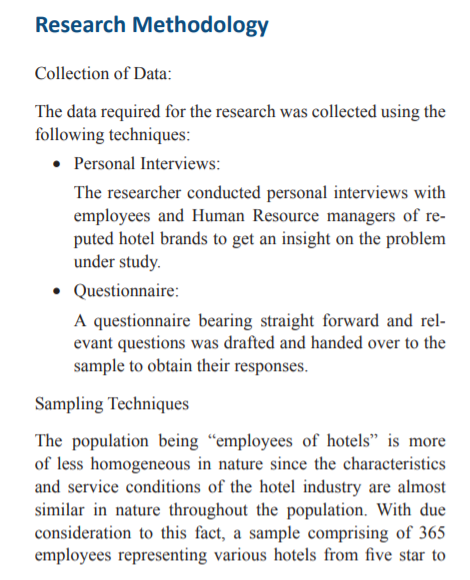 Research Methodology
Collection of Data:
The data required for the research was collected using the
following techniques:
• Personal Interviews:
The researcher conducted personal interviews with
employees and Human Resource managers of re-
puted hotel brands to get an insight on the problem
under study.
• Questionnaire:
A questionnaire bearing straight forward and rel-
evant questions was drafted and handed over to the
sample to obtain their responses.
Sampling Techniques
The population being “employees of hotels” is more
of less homogeneous in nature since the characteristics
and service conditions of the hotel industry are almost
similar in nature throughout the population. With due
consideration to this fact, a sample comprising of 365
employees representing various hotels from five star to